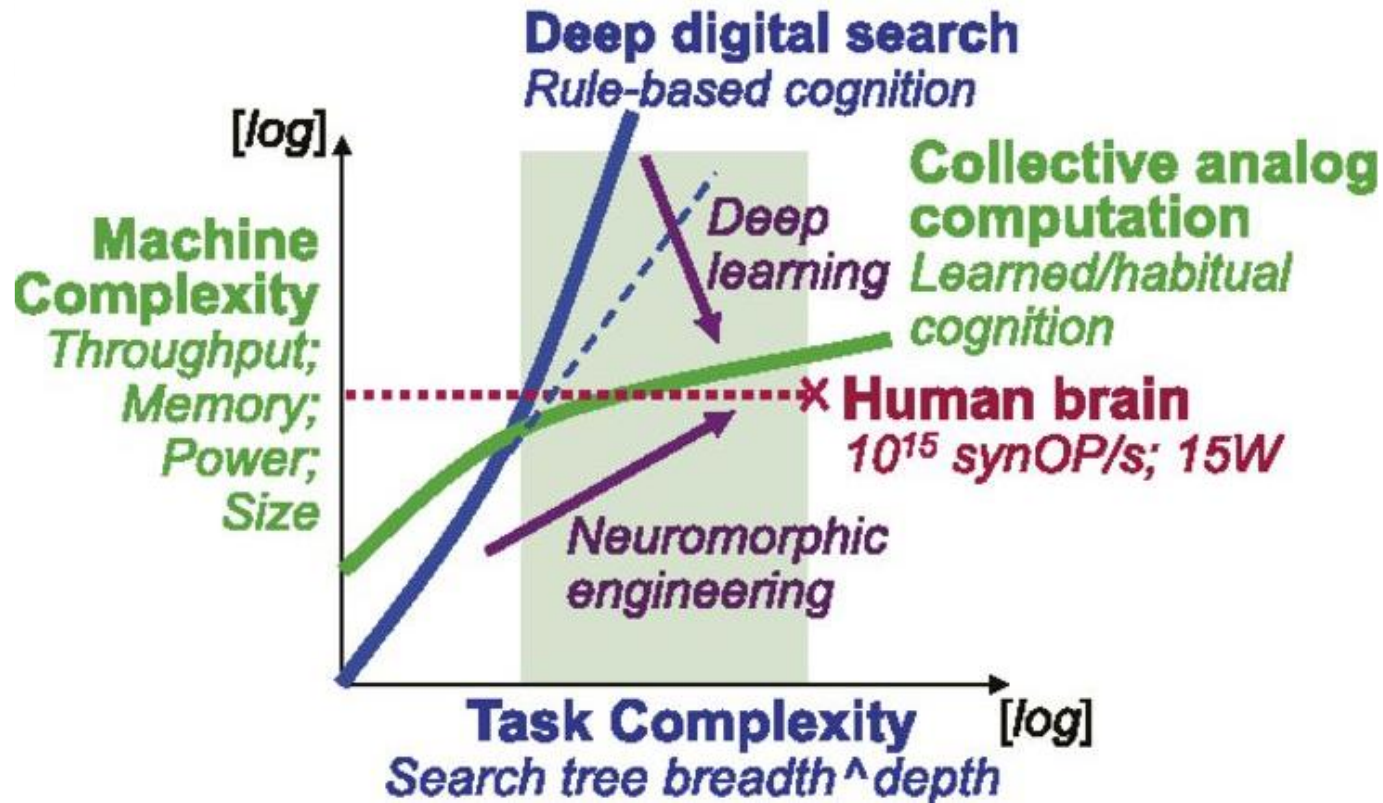 Deep digital search
Rule-based cognition
[log]
Machine
Complexity
Throughput;
Memory;
Power;
Size
Deep
learning
Collective analog
computation
Learned/habitual
cognition
Human brain
10¹⁵ synOP/s; 15W
Neuromorphic
engineering
Task Complexity
[log]
Search tree breadth^depth